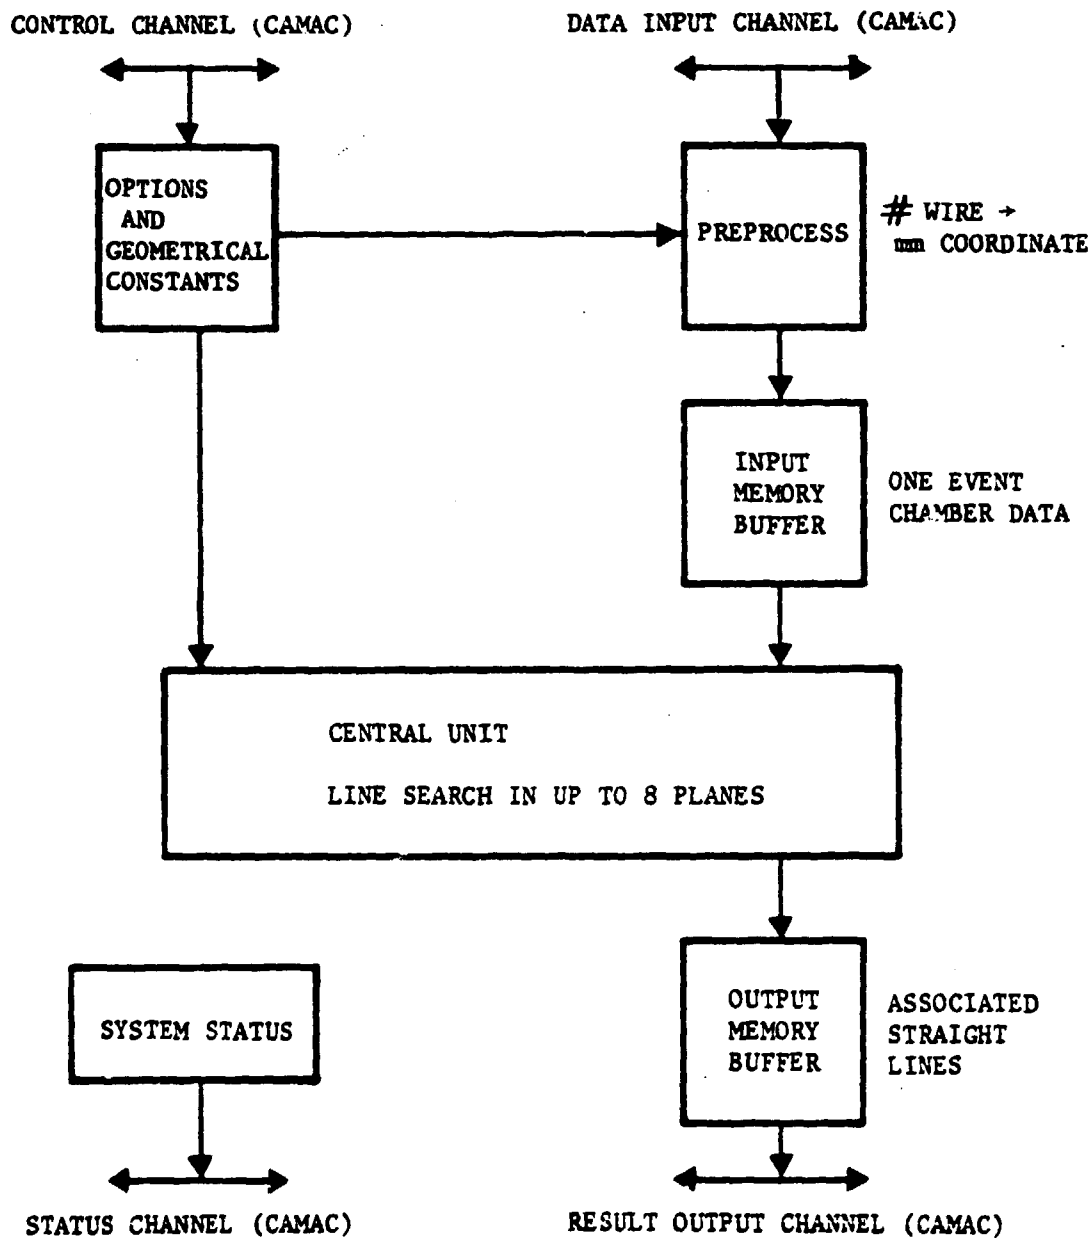 CONTROL CHANNEL (CAMAC)
DATA INPUT CHANNEL (CAMAC)
OPTIONS
AND
GEOMETRICAL
CONSTANTS
PREPROCESS
# WIRE →
mm COORDINATE
INPUT
MEMORY
BUFFER
ONE EVENT
CHAMBER DATA
CENTRAL UNIT
LINE SEARCH IN UP TO 8 PLANES
SYSTEM STATUS
OUTPUT
MEMORY
BUFFER
ASSOCIATED
STRAIGHT
LINES
STATUS CHANNEL (CAMAC)
RESULT OUTPUT CHANNEL (CAMAC)